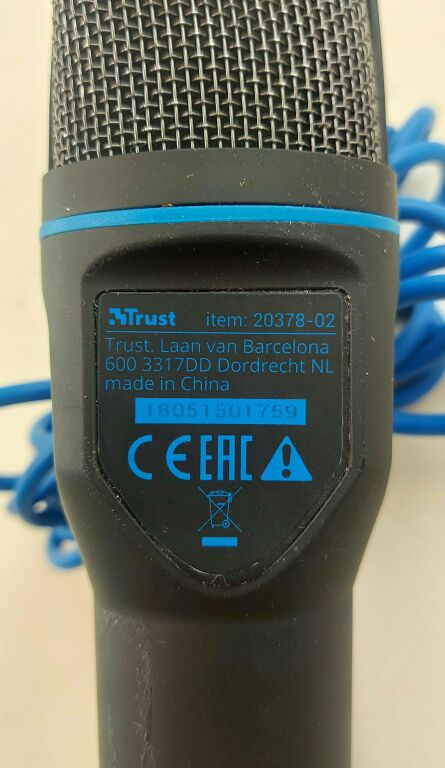 Trust item: 20378-02
Trust. Laan van Barcelona
600 3317DD Dordrecht NL
made in China
18051501759
CE EAC